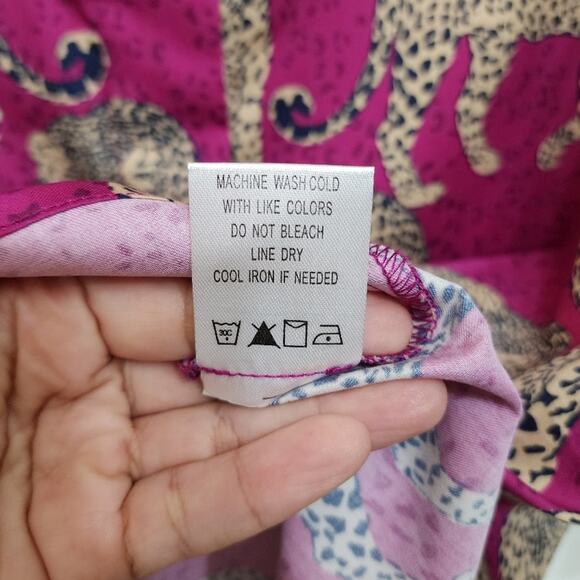 MACHINE WASH COLD
WITH LIKE COLORS
DO NOT BLEACH
LINE DRY
COOL IRON IF NEEDED
30C